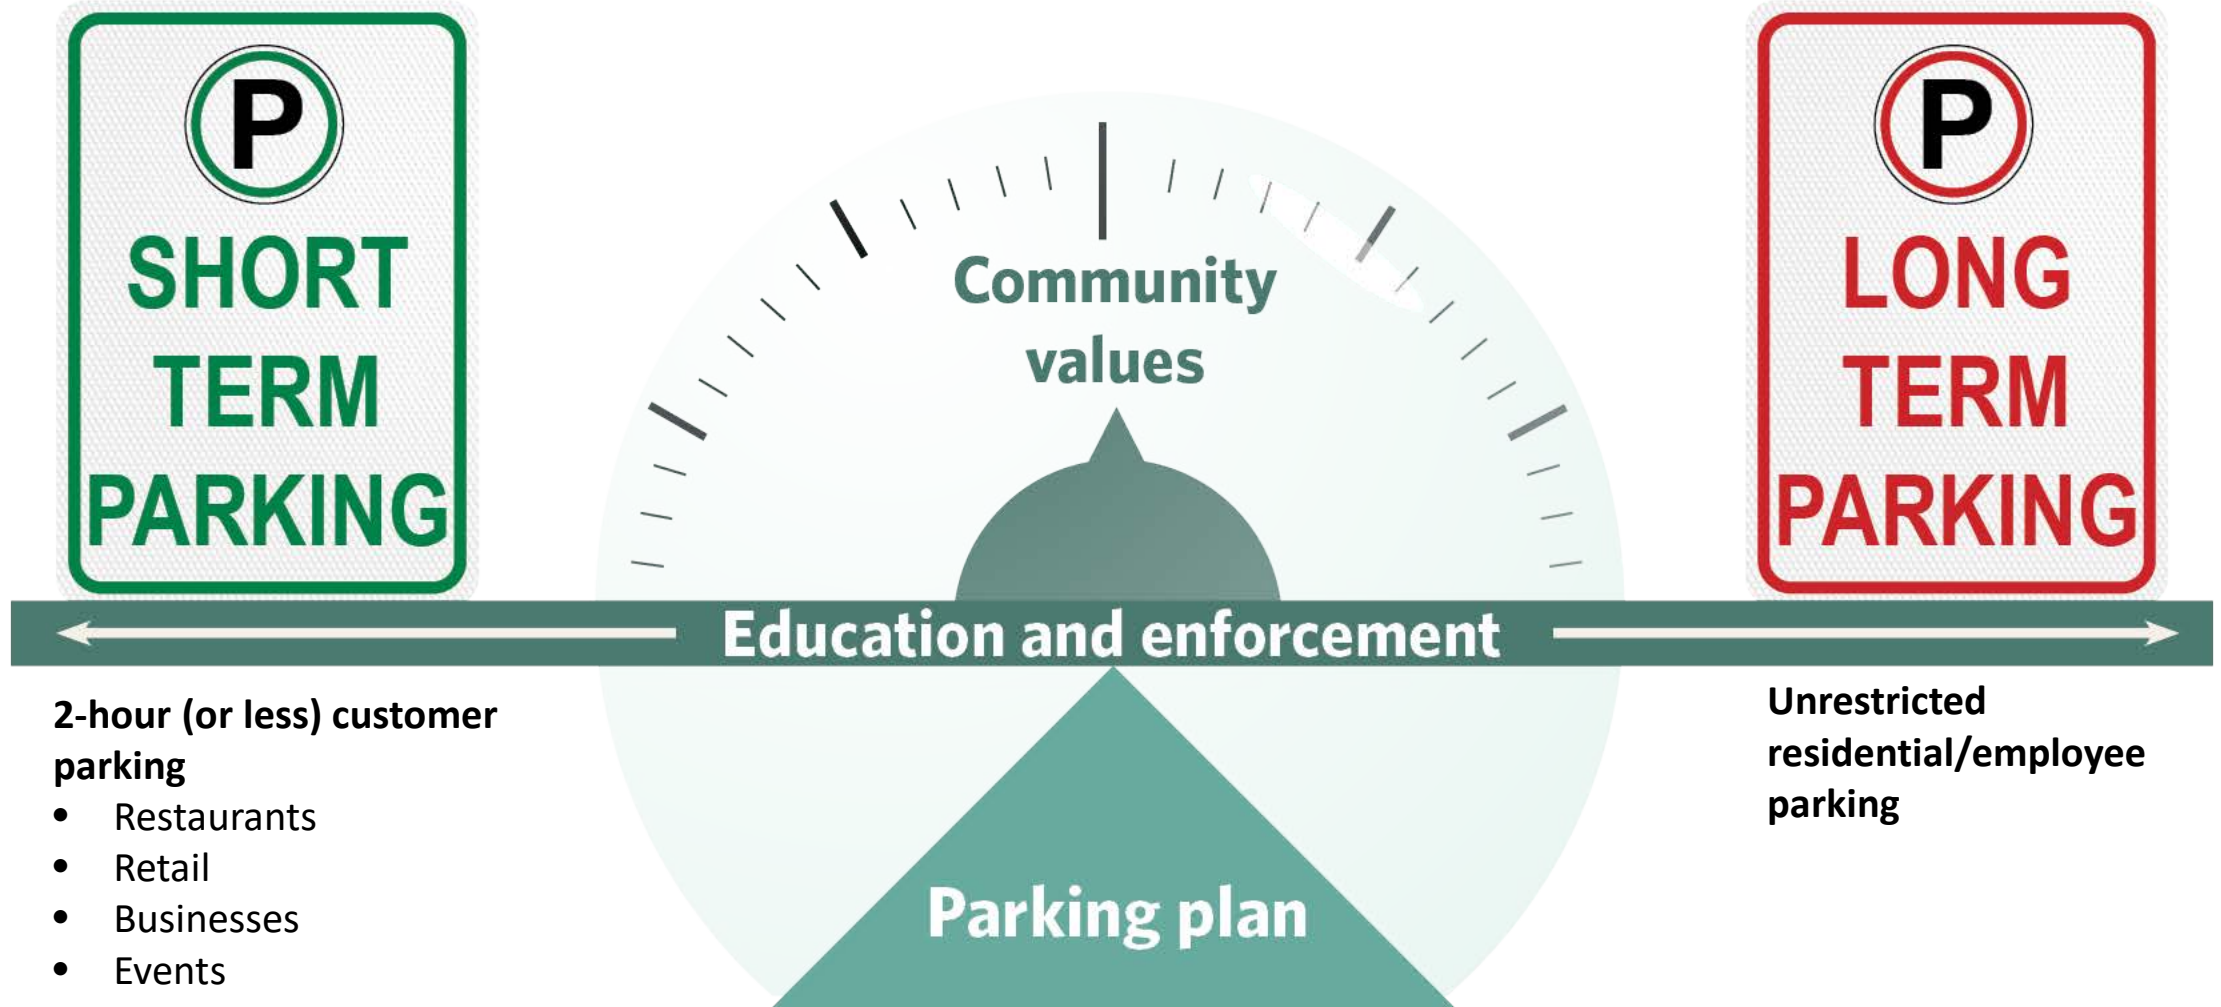 P
SHORT
TERM
PARKING
P
LONG
TERM
PARKING
Community
values
Education and enforcement
Parking plan
2-hour (or less) customer
parking
• Restaurants
• Retail
• Businesses
• Events
Unrestricted
residential/employee
parking